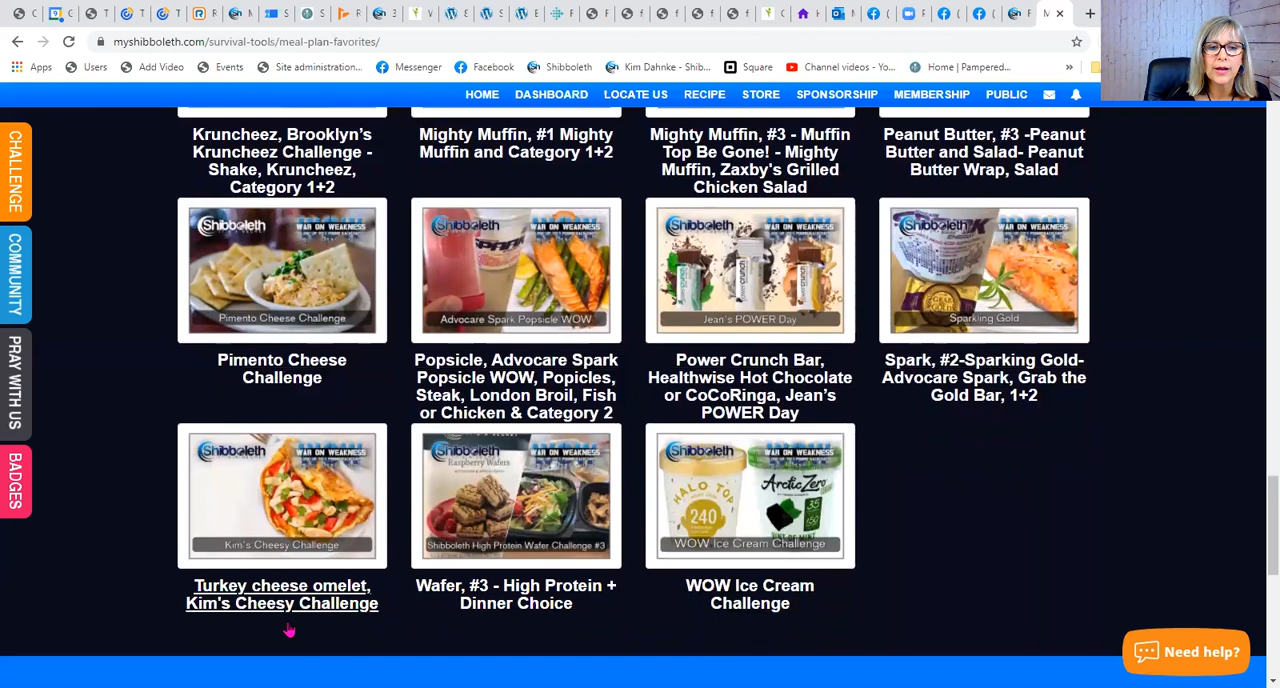 myshibboleth.com/survival-tools/meal-plan-favorites/
Apps Users Add Video Events Site administration... Messenger Facebook Shibboleth Kim Dahnke - Shib... Square Channel videos - Yo... Home | Pampered... »
HOME DASHBOARD LOCATE US RECIPE STORE SPONSORSHIP MEMBERSHIP PUBLIC
CHALLENGE
COMMUNITY
PRAY WITH US
BADGES
Kruncheez, Brooklyn's
Kruncheez Challenge -
Shake, Kruncheez,
Category 1+2
Mighty Muffin, #1 Mighty
Muffin and Category 1+2
Mighty Muffin, #3 - Muffin
Top Be Gone! - Mighty
Muffin, Zaxby's Grilled
Chicken Salad
Peanut Butter, #3 -Peanut
Butter and Salad- Peanut
Butter Wrap, Salad
Shibboleth WAR ON WEAKNESS
Pimento Cheese Challenge
Shibboleth WAR ON WEAKNESS
Advocare Spark Popsicle WOW
Shibboleth WAR ON WEAKNESS
Jean's POWER Day
Shibboleth WAR ON WEAKNESS
Sparkling Gold
Pimento Cheese
Challenge
Popsicle, Advocare Spark
Popsicle WOW, Popicles,
Steak, London Broil, Fish
or Chicken & Category 2
Power Crunch Bar,
Healthwise Hot Chocolate
or CoCoRinga, Jean's
POWER Day
Spark, #2-Sparking Gold-
Advocare Spark, Grab the
Gold Bar, 1+2
Shibboleth WAR ON WEAKNESS
Kim's Cheesy Challenge
Shibboleth WAR ON WEAKNESS
Raspberry Wafers
Shibboleth High Protein Wafer Challenge #3
Shibboleth WAR ON WEAKNESS
HALO TOP
240
ARCTIC ZERO
35
150
WOW Ice Cream Challenge
Turkey cheese omelet,
Kim's Cheesy Challenge
Wafer, #3 - High Protein +
Dinner Choice
WOW Ice Cream
Challenge
Need help?